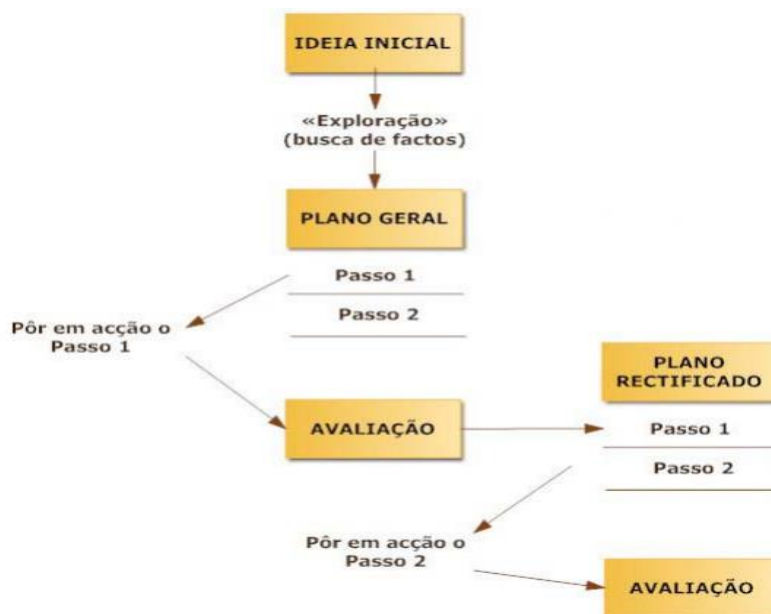 IDEIA INICIAL
«Exploração»
(busca de factos)
PLANO GERAL
Passo 1
Passo 2
Pôr em acção o
Passo 1
AVALIAÇÃO
PLANO
RECTIFICADO
Passo 1
Passo 2
Pôr em acção o
Passo 2
AVALIAÇÃO